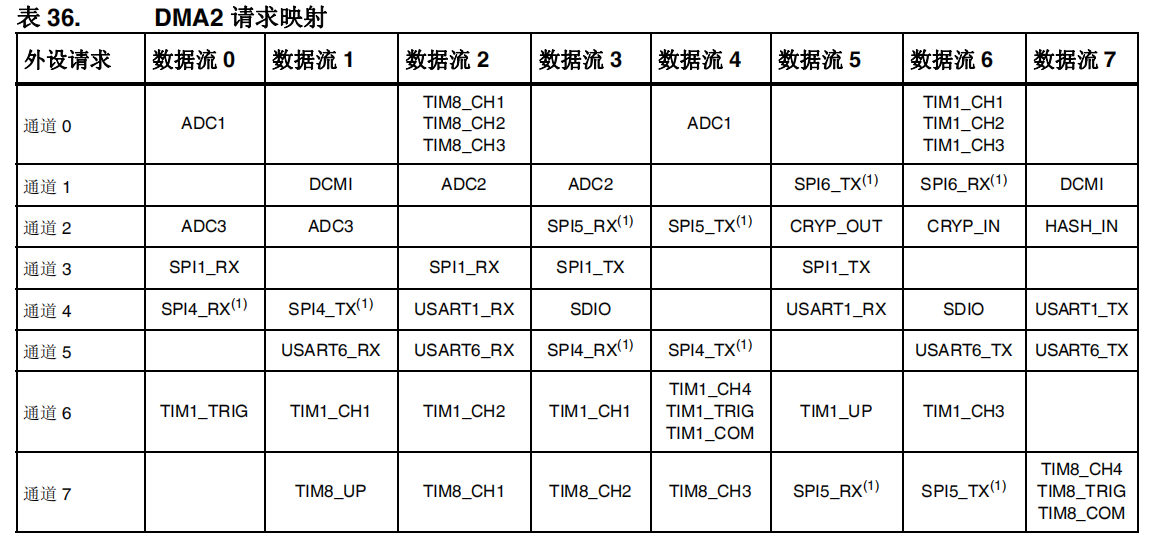 表 36. DMA2 请求映射
外设请求 数据流 0 数据流 1 数据流 2 数据流 3 数据流 4 数据流 5 数据流 6 数据流 7
通道 0 ADC1 TIM8_CH1 TIM8_CH2 TIM8_CH3 ADC1 TIM1_CH1 TIM1_CH2 TIM1_CH3
通道 1 DCMI ADC2 ADC2 SPI6_TX(1) SPI6_RX(1) DCMI
通道 2 ADC3 ADC3 SPI5_RX(1) SPI5_TX(1) CRYP_OUT CRYP_IN HASH_IN
通道 3 SPI1_RX SPI1_RX SPI1_TX SPI1_TX
通道 4 SPI4_RX(1) SPI4_TX(1) USART1_RX SDIO USART1_RX SDIO USART1_TX
通道 5 USART6_RX USART6_RX SPI4_RX(1) SPI4_TX(1) USART6_TX USART6_TX
通道 6 TIM1_TRIG TIM1_CH1 TIM1_CH2 TIM1_CH1 TIM1_CH4 TIM1_TRIG TIM1_COM TIM1_UP TIM1_CH3
通道 7 TIM8_UP TIM8_CH1 TIM8_CH2 TIM8_CH3 SPI5_RX(1) SPI5_TX(1) TIM8_CH4 TIM8_TRIG TIM8_COM